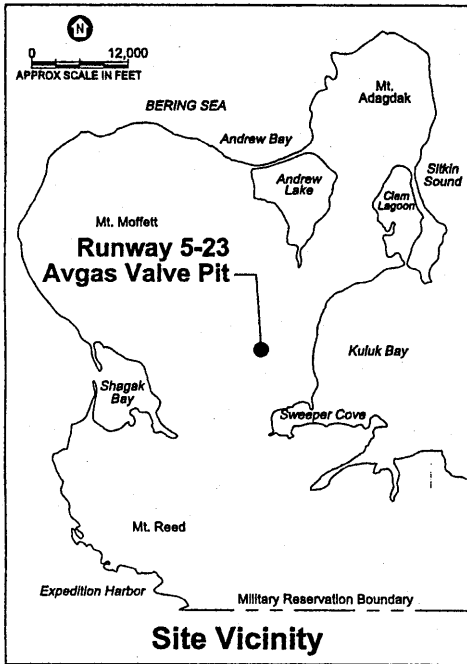 N
0 12,000
APPROX SCALE IN FEET
BERING SEA
Mt.
Adagdak
Andrew Bay
Andrew
Lake
Sitkin
Sound
Clam
Lagoon
Mt. Moffett
Runway 5-23
Avgas Valve Pit
Kuluk Bay
Shagak
Bay
Sweeper Cove
Mt. Reed
Expedition Harbor
Military Reservation Boundary
Site Vicinity